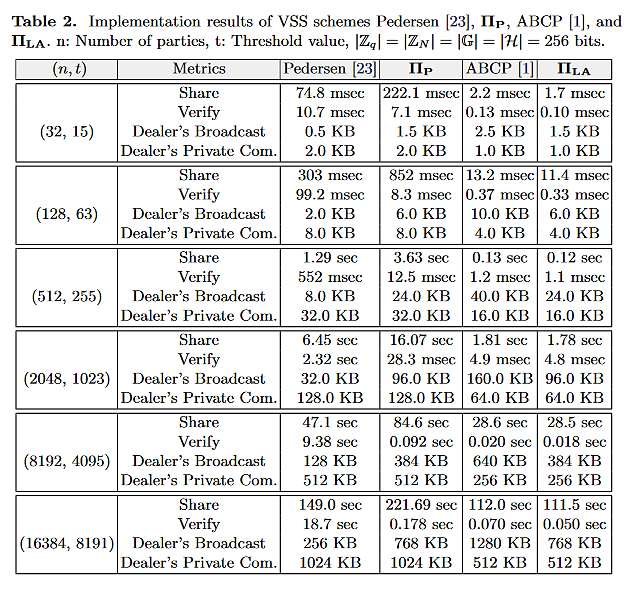 Table 2. Implementation results of VSS schemes Pedersen [23], Π_P, ABCP [1], and
Π_LA. n: Number of parties, t: Threshold value, |ℤ_q| = |ℤ_N| = |𝔾| = |ℋ| = 256 bits.
(n, t) Metrics Pedersen [23] Π_P ABCP [1] Π_LA
Share 74.8 msec 222.1 msec 2.2 msec 1.7 msec
Verify 10.7 msec 7.1 msec 0.13 msec 0.10 msec
(32, 15)
Dealer's Broadcast 0.5 KB 1.5 KB 2.5 KB 1.5 KB
Dealer's Private Com. 2.0 KB 2.0 KB 1.0 KB 1.0 KB
Share 303 msec 852 msec 13.2 msec 11.4 msec
Verify 99.2 msec 8.3 msec 0.37 msec 0.33 msec
(128, 63)
Dealer's Broadcast 2.0 KB 6.0 KB 10.0 KB 6.0 KB
Dealer's Private Com. 8.0 KB 8.0 KB 4.0 KB 4.0 KB
Share 1.29 sec 3.63 sec 0.13 sec 0.12 sec
Verify 552 msec 12.5 msec 1.2 msec 1.1 msec
(512, 255)
Dealer's Broadcast 8.0 KB 24.0 KB 40.0 KB 24.0 KB
Dealer's Private Com. 32.0 KB 32.0 KB 16.0 KB 16.0 KB
Share 6.45 sec 16.07 sec 1.81 sec 1.78 sec
Verify 2.32 sec 28.3 msec 4.9 msec 4.8 msec
(2048, 1023)
Dealer's Broadcast 32.0 KB 96.0 KB 160.0 KB 96.0 KB
Dealer's Private Com. 128.0 KB 128.0 KB 64.0 KB 64.0 KB
Share 47.1 sec 84.6 sec 28.6 sec 28.5 sec
Verify 9.38 sec 0.092 sec 0.020 sec 0.018 sec
(8192, 4095)
Dealer's Broadcast 128 KB 384 KB 640 KB 384 KB
Dealer's Private Com. 512 KB 512 KB 256 KB 256 KB
Share 149.0 sec 221.69 sec 112.0 sec 111.5 sec
Verify 18.7 sec 0.178 sec 0.070 sec 0.050 sec
(16384, 8191)
Dealer's Broadcast 256 KB 768 KB 1280 KB 768 KB
Dealer's Private Com. 1024 KB 1024 KB 512 KB 512 KB